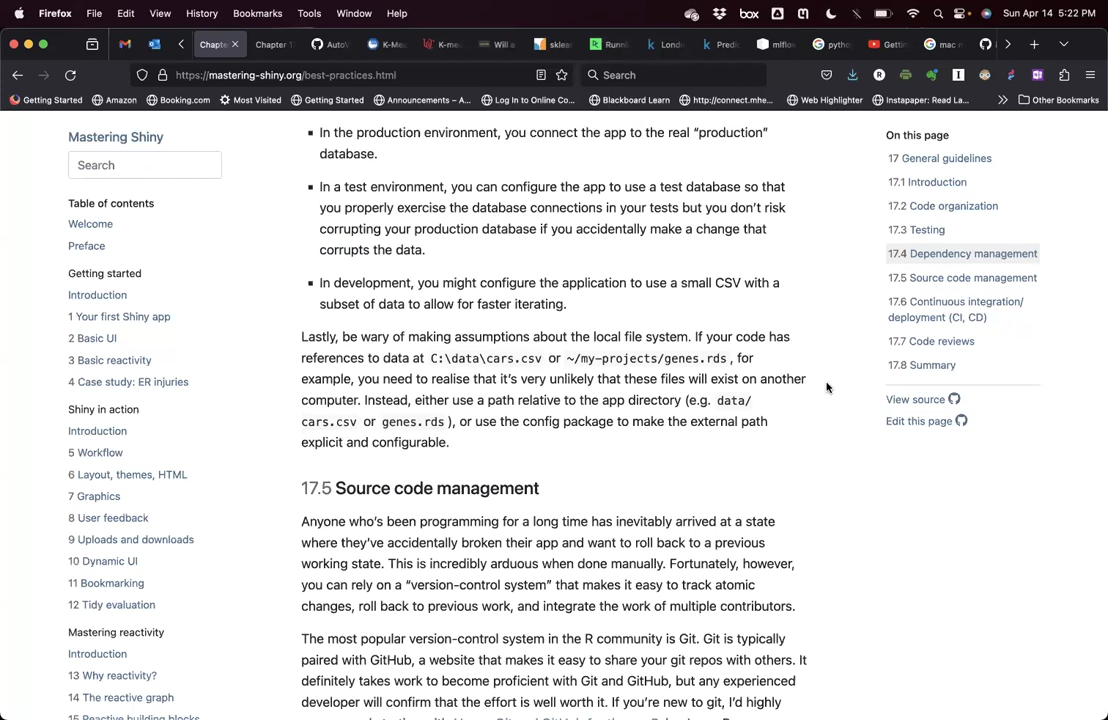 Firefox File Edit View History Bookmarks Tools Window Help box Sun Apr 14 5:22 PM
Chapte Chapter 1 AutoV K-Me K-me Will a sklea Runni Lond Predi mlflow pytho Gettin mac n
https://mastering-shiny.org/best-practices.html Search
Getting Started Amazon Booking.com Most Visited Getting Started Announcements – A... Log In to Online Co... Blackboard Learn http://connect.mhe... Web Highlighter Instapaper: Read La... Other Bookmarks
Mastering Shiny
Search
Table of contents
Welcome
Preface
Getting started
Introduction
1 Your first Shiny app
2 Basic UI
3 Basic reactivity
4 Case study: ER injuries
Shiny in action
Introduction
5 Workflow
6 Layout, themes, HTML
7 Graphics
8 User feedback
9 Uploads and downloads
10 Dynamic UI
11 Bookmarking
12 Tidy evaluation
Mastering reactivity
Introduction
13 Why reactivity?
14 The reactive graph
15 Reactive building blocks
In the production environment, you connect the app to the real “production”
database.
In a test environment, you can configure the app to use a test database so that
you properly exercise the database connections in your tests but you don’t risk
corrupting your production database if you accidentally make a change that
corrupts the data.
In development, you might configure the application to use a small CSV with a
subset of data to allow for faster iterating.
Lastly, be wary of making assumptions about the local file system. If your code has
references to data at C:\data\cars.csv or ~/my-projects/genes.rds, for
example, you need to realise that it’s very unlikely that these files will exist on another
computer. Instead, either use a path relative to the app directory (e.g. data/
cars.csv or genes.rds), or use the config package to make the external path
explicit and configurable.
17.5 Source code management
Anyone who’s been programming for a long time has inevitably arrived at a state
where they’ve accidentally broken their app and want to roll back to a previous
working state. This is incredibly arduous when done manually. Fortunately, however,
you can rely on a “version-control system” that makes it easy to track atomic
changes, roll back to previous work, and integrate the work of multiple contributors.
The most popular version-control system in the R community is Git. Git is typically
paired with GitHub, a website that makes it easy to share your git repos with others. It
definitely takes work to become proficient with Git and GitHub, but any experienced
developer will confirm that the effort is well worth it. If you’re new to git, I’d highly
On this page
17 General guidelines
17.1 Introduction
17.2 Code organization
17.3 Testing
17.4 Dependency management
17.5 Source code management
17.6 Continuous integration/
deployment (CI, CD)
17.7 Code reviews
17.8 Summary
View source
Edit this page